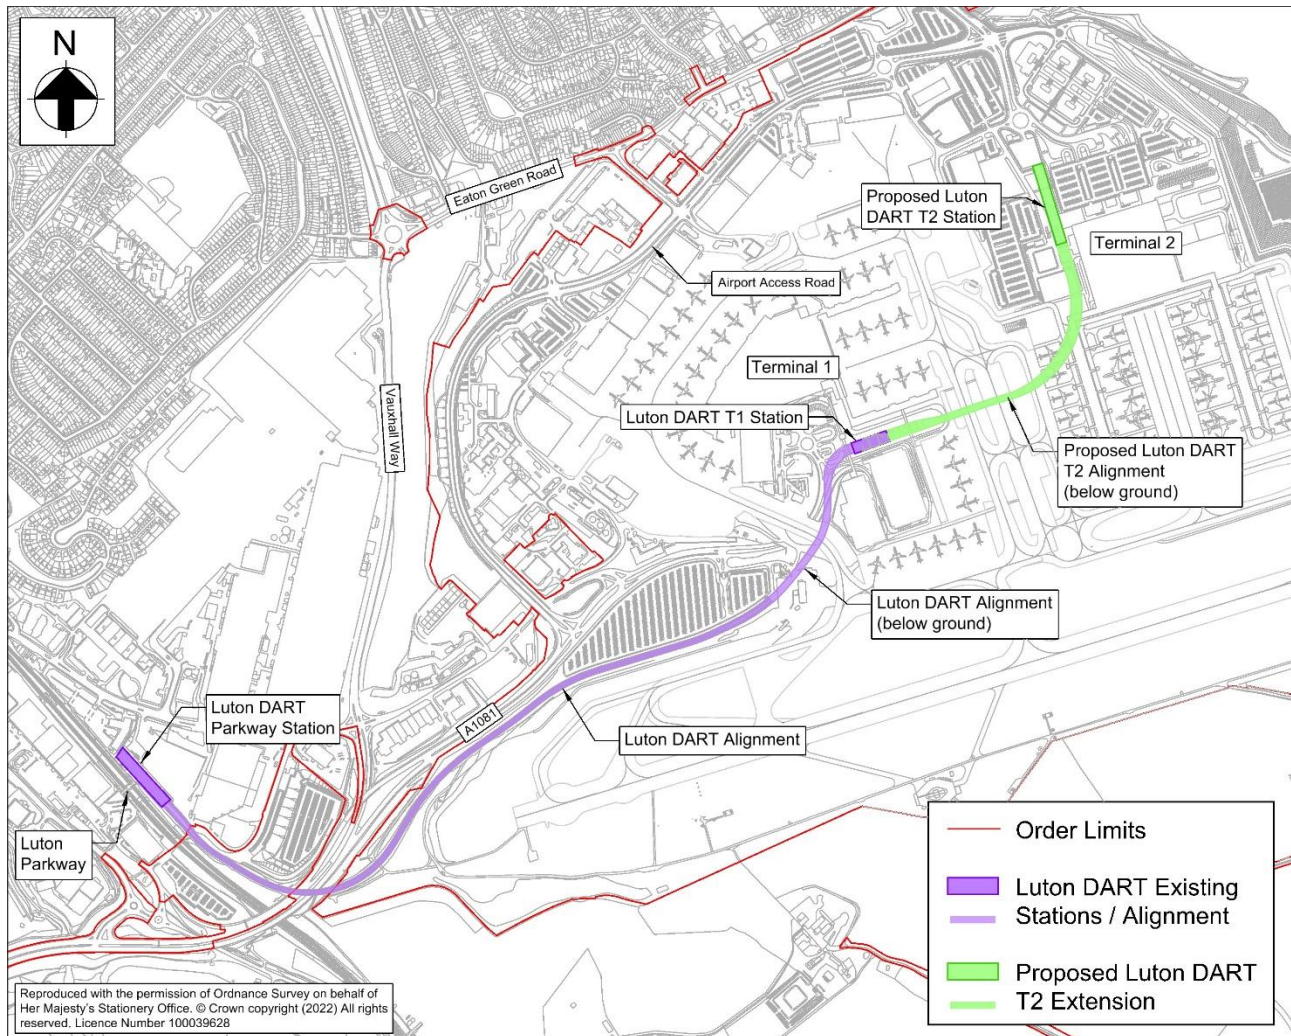 N
Eaton Green Road
Proposed Luton
DART T2 Station
Terminal 2
Airport Access Road
Terminal 1
Vauxhall Way
Luton DART T1 Station
Proposed Luton DART
T2 Alignment
(below ground)
Luton DART Alignment
(below ground)
Luton DART
Parkway Station
A1081
Luton DART Alignment
Luton
Parkway
Order Limits
Luton DART Existing
Stations / Alignment
Proposed Luton DART
T2 Extension
Reproduced with the permission of Ordnance Survey on behalf of
Her Majesty's Stationery Office. © Crown copyright (2022) All rights
reserved. Licence Number 100039628